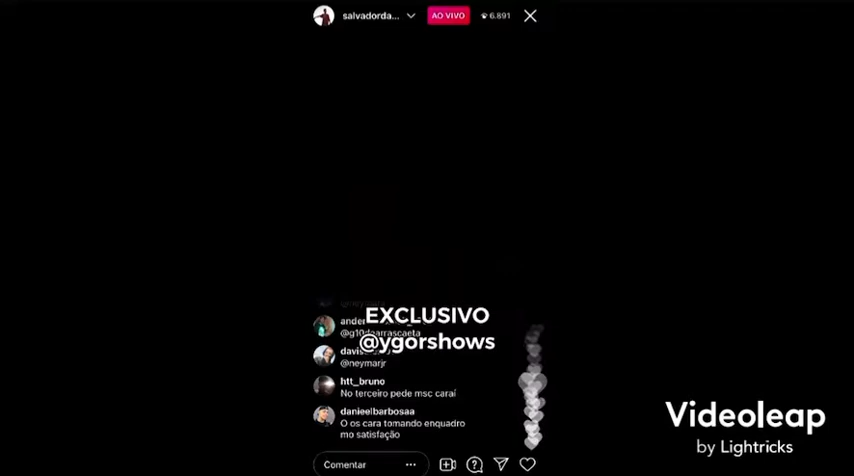 salvadorda...
AO VIVO
6.891
EXCLUSIVO
@ygorshows
@g10dearrascaeta
@neymarjr
htt_bruno
No terceiro pede msc caraí
danieelbarbosaa
O os cara tomando enquadro
mo satisfação
Comentar
Videoleap
by Lightricks